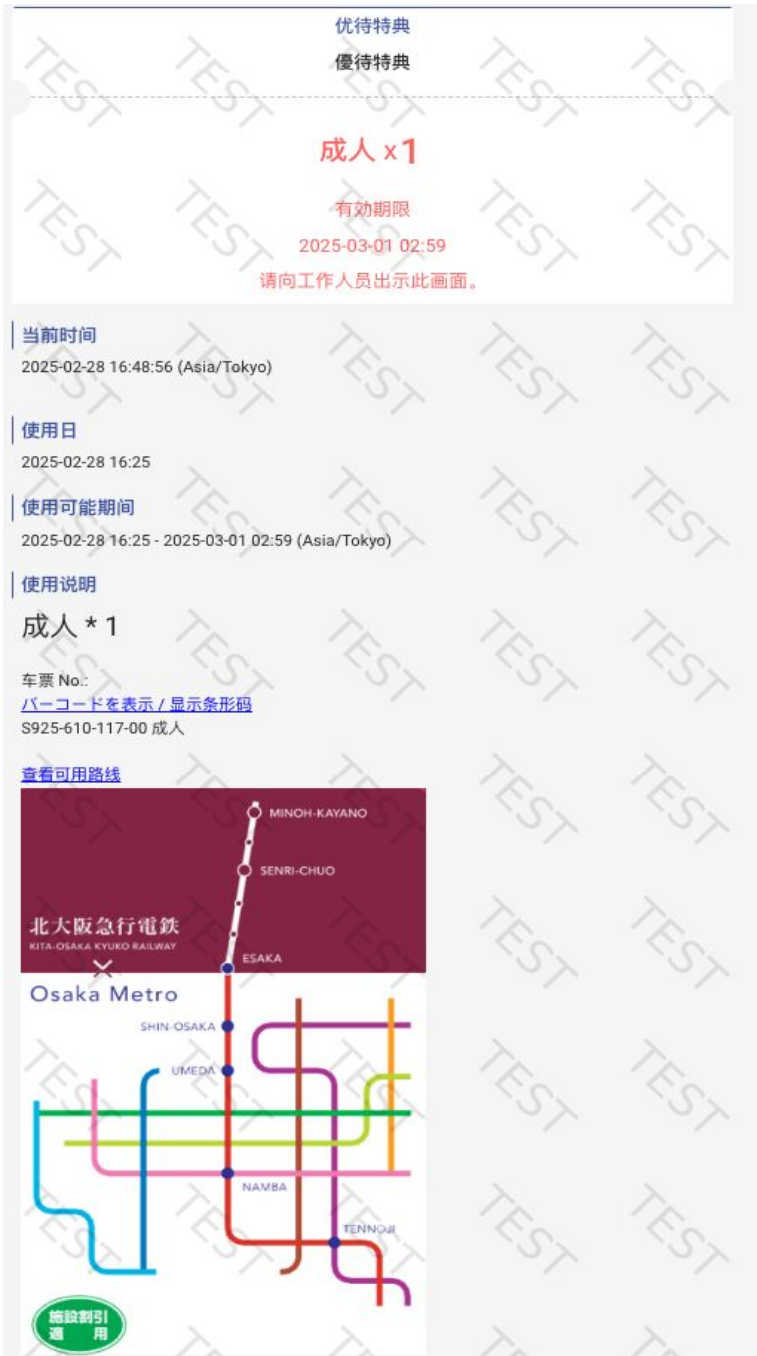 优待特典
優待特典
成人 x1
有効期限
2025-03-01 02:59
请向工作人员出示此画面。
当前时间
2025-02-28 16:48:56 (Asia/Tokyo)
使用日
2025-02-28 16:25
使用可能期间
2025-02-28 16:25 - 2025-03-01 02:59 (Asia/Tokyo)
使用说明
成人 * 1
车票 No.:
バーコードを表示 / 显示条形码
S925-610-117-00 成人
查看可用路线
MINOH-KAYANO
SENRI-CHUO
北大阪急行電鉄
KITA-OSAKA KYUKO RAILWAY
ESAKA
Osaka Metro
SHIN-OSAKA
UMEDA
NAMBA
TENNOJI
施設割引
適用
TEST